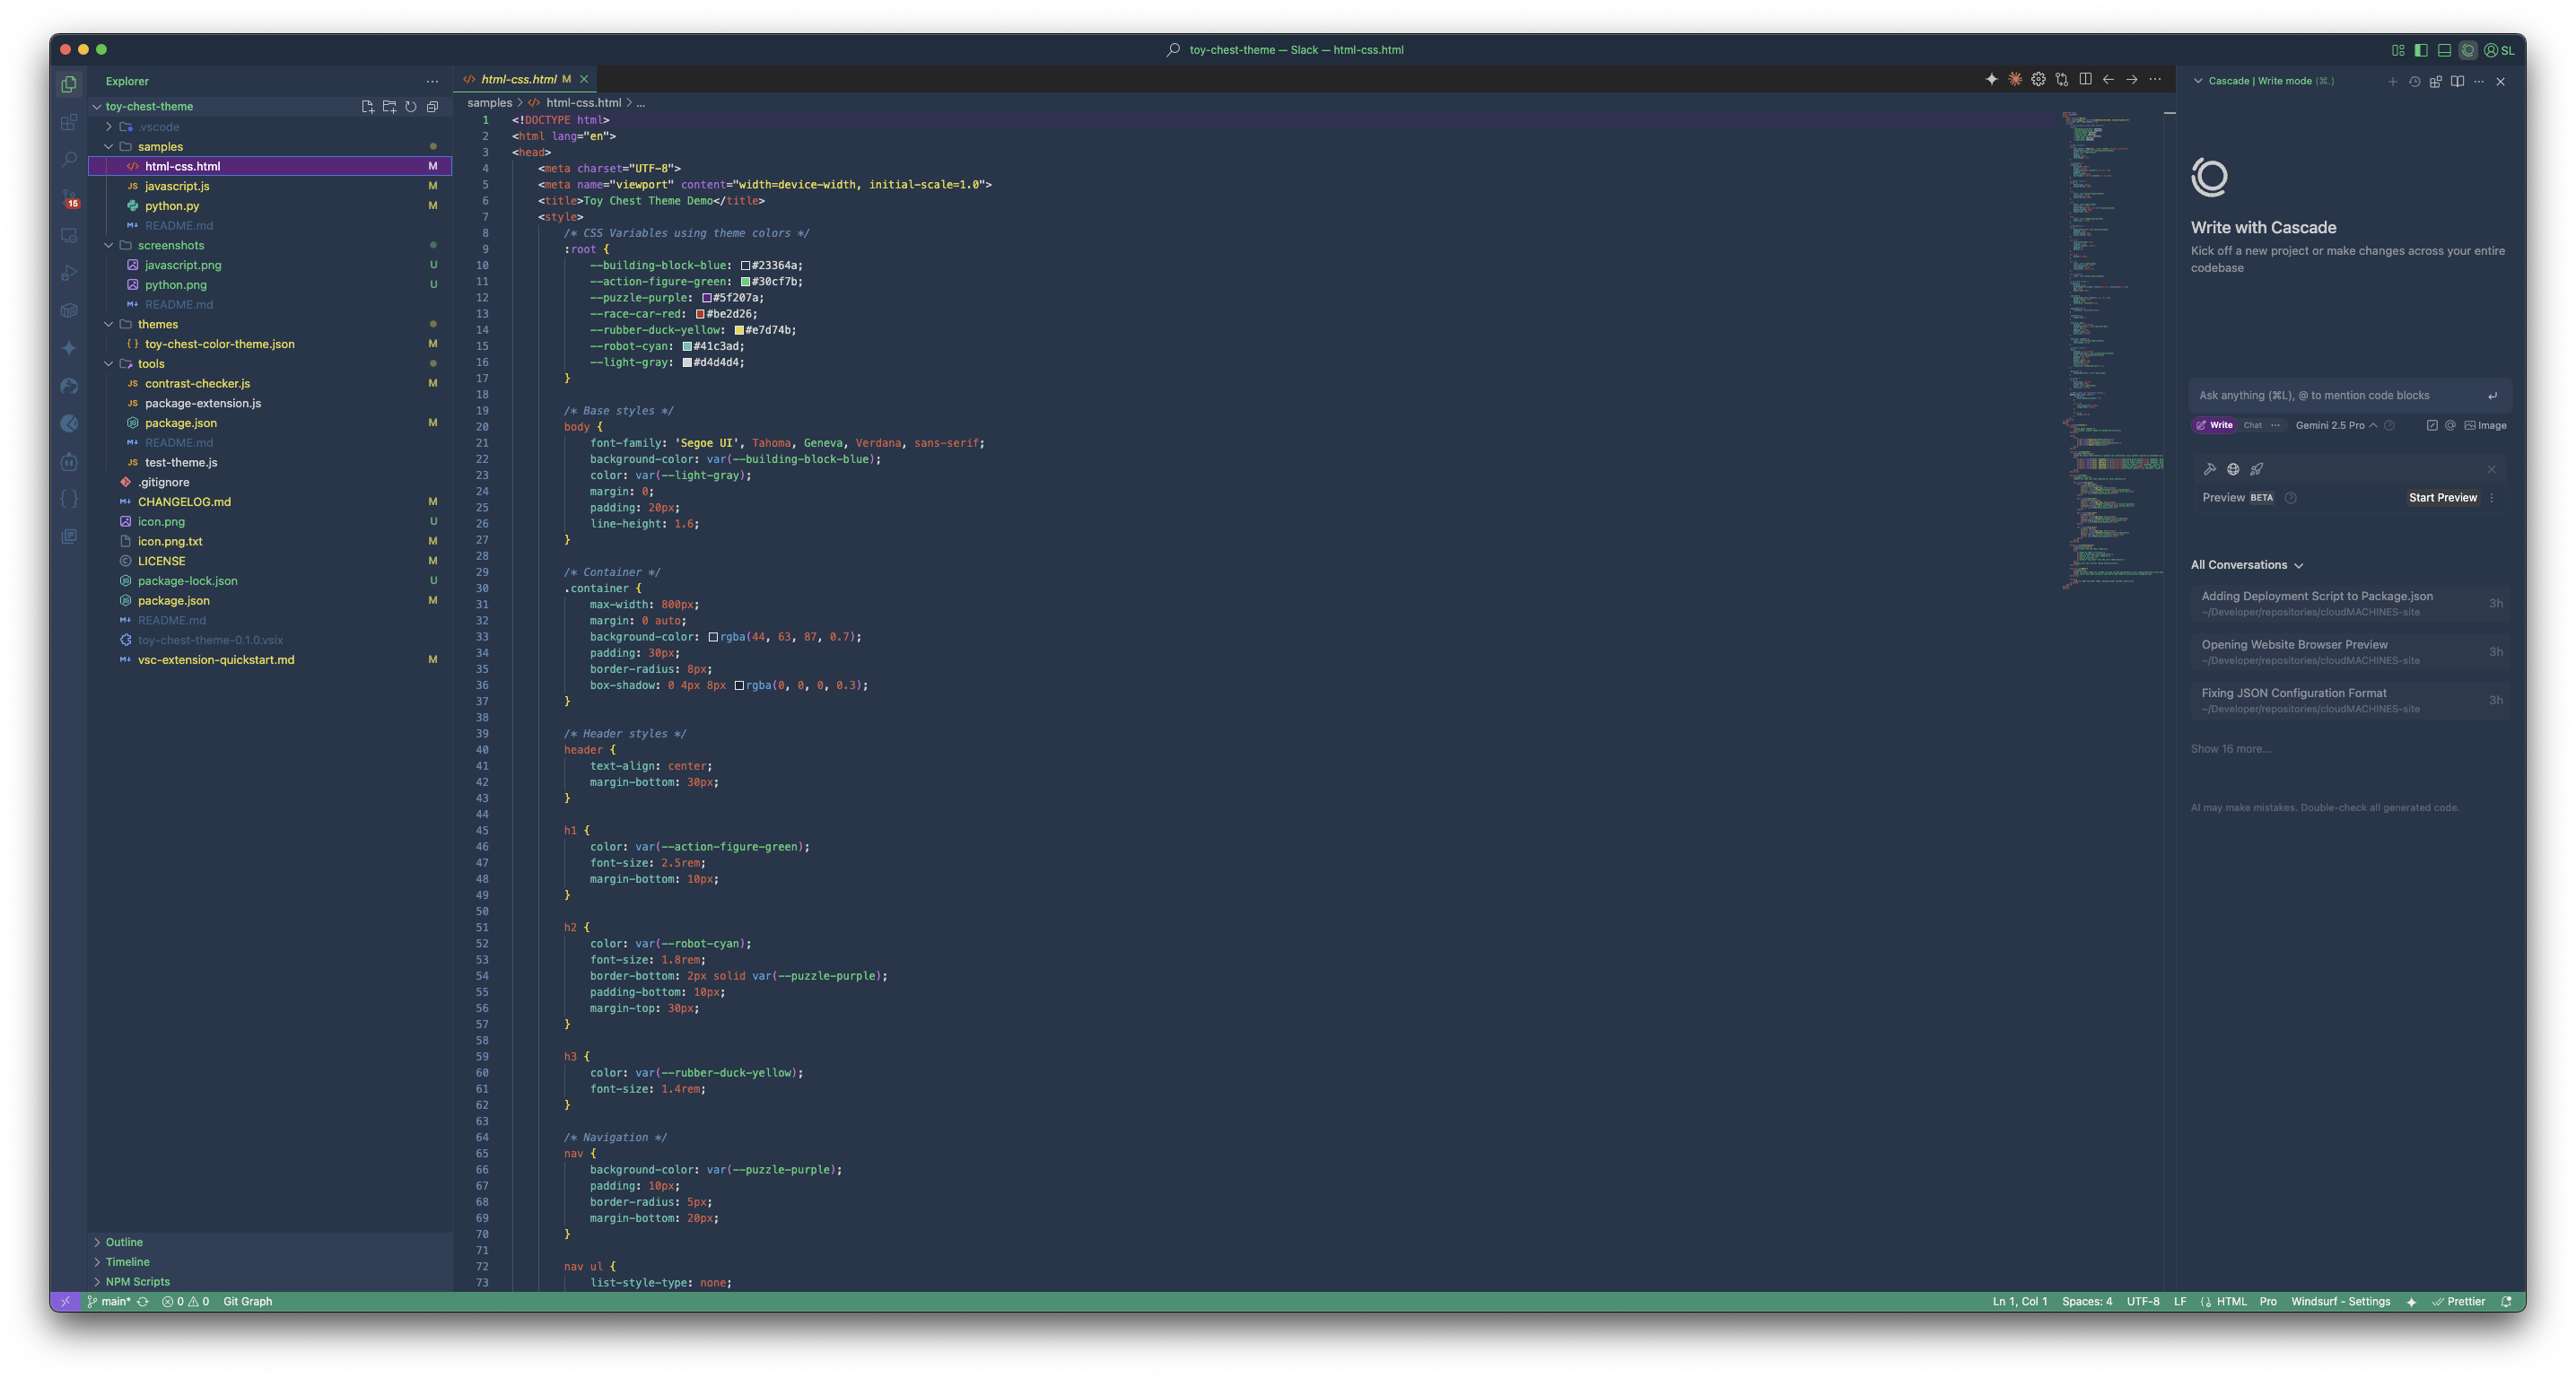 toy-chest-theme — Slack — html-css.html
SL
Explorer
toy-chest-theme
.vscode
samples
html-css.html M
javascript.js M
python.py M
README.md
screenshots
javascript.png U
python.png U
README.md
themes
toy-chest-color-theme.json M
tools
contrast-checker.js M
package-extension.js
package.json M
README.md
test-theme.js
.gitignore
CHANGELOG.md M
icon.png U
icon.png.txt M
LICENSE M
package-lock.json U
package.json M
README.md
toy-chest-theme-0.1.0.vsix
vsc-extension-quickstart.md M
15
Outline
Timeline
NPM Scripts
html-css.html M
samples > html-css.html > ...
1 <!DOCTYPE html>
2 <html lang="en">
3 <head>
4 <meta charset="UTF-8">
5 <meta name="viewport" content="width=device-width, initial-scale=1.0">
6 <title>Toy Chest Theme Demo</title>
7 <style>
8 /* CSS Variables using theme colors */
9 :root {
10 --building-block-blue: #23364a;
11 --action-figure-green: #30cf7b;
12 --puzzle-purple: #5f207a;
13 --race-car-red: #be2d26;
14 --rubber-duck-yellow: #e7d74b;
15 --robot-cyan: #41c3ad;
16 --light-gray: #d4d4d4;
17 }
18
19 /* Base styles */
20 body {
21 font-family: 'Segoe UI', Tahoma, Geneva, Verdana, sans-serif;
22 background-color: var(--building-block-blue);
23 color: var(--light-gray);
24 margin: 0;
25 padding: 20px;
26 line-height: 1.6;
27 }
28
29 /* Container */
30 .container {
31 max-width: 800px;
32 margin: 0 auto;
33 background-color: rgba(44, 63, 87, 0.7);
34 padding: 30px;
35 border-radius: 8px;
36 box-shadow: 0 4px 8px rgba(0, 0, 0, 0.3);
37 }
38
39 /* Header styles */
40 header {
41 text-align: center;
42 margin-bottom: 30px;
43 }
44
45 h1 {
46 color: var(--action-figure-green);
47 font-size: 2.5rem;
48 margin-bottom: 10px;
49 }
50
51 h2 {
52 color: var(--robot-cyan);
53 font-size: 1.8rem;
54 border-bottom: 2px solid var(--puzzle-purple);
55 padding-bottom: 10px;
56 margin-top: 30px;
57 }
58
59 h3 {
60 color: var(--rubber-duck-yellow);
61 font-size: 1.4rem;
62 }
63
64 /* Navigation */
65 nav {
66 background-color: var(--puzzle-purple);
67 padding: 10px;
68 border-radius: 5px;
69 margin-bottom: 20px;
70 }
71
72 nav ul {
73 list-style-type: none;
Cascade | Write mode (⌘.)
Write with Cascade
Kick off a new project or make changes across your entire
codebase
Ask anything (⌘L), @ to mention code blocks
Write Chat ··· Gemini 2.5 Pro Image
Preview BETA Start Preview
All Conversations
Adding Deployment Script to Package.json 3h
~/Developer/repositories/cloudMACHINES-site
Opening Website Browser Preview 3h
~/Developer/repositories/cloudMACHINES-site
Fixing JSON Configuration Format 3h
~/Developer/repositories/cloudMACHINES-site
Show 16 more...
AI may make mistakes. Double-check all generated code.
main* 0 0 Git Graph
Ln 1, Col 1 Spaces: 4 UTF-8 LF HTML Pro Windsurf - Settings Prettier